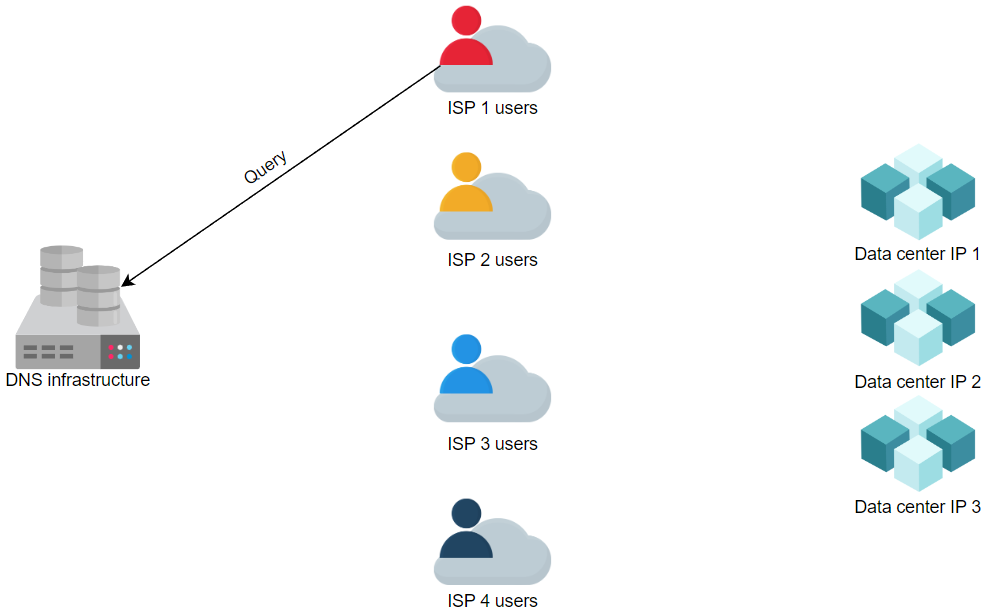 ISP 1 users
Query
ISP 2 users
Data center IP 1
DNS infrastructure
Data center IP 2
ISP 3 users
Data center IP 3
ISP 4 users